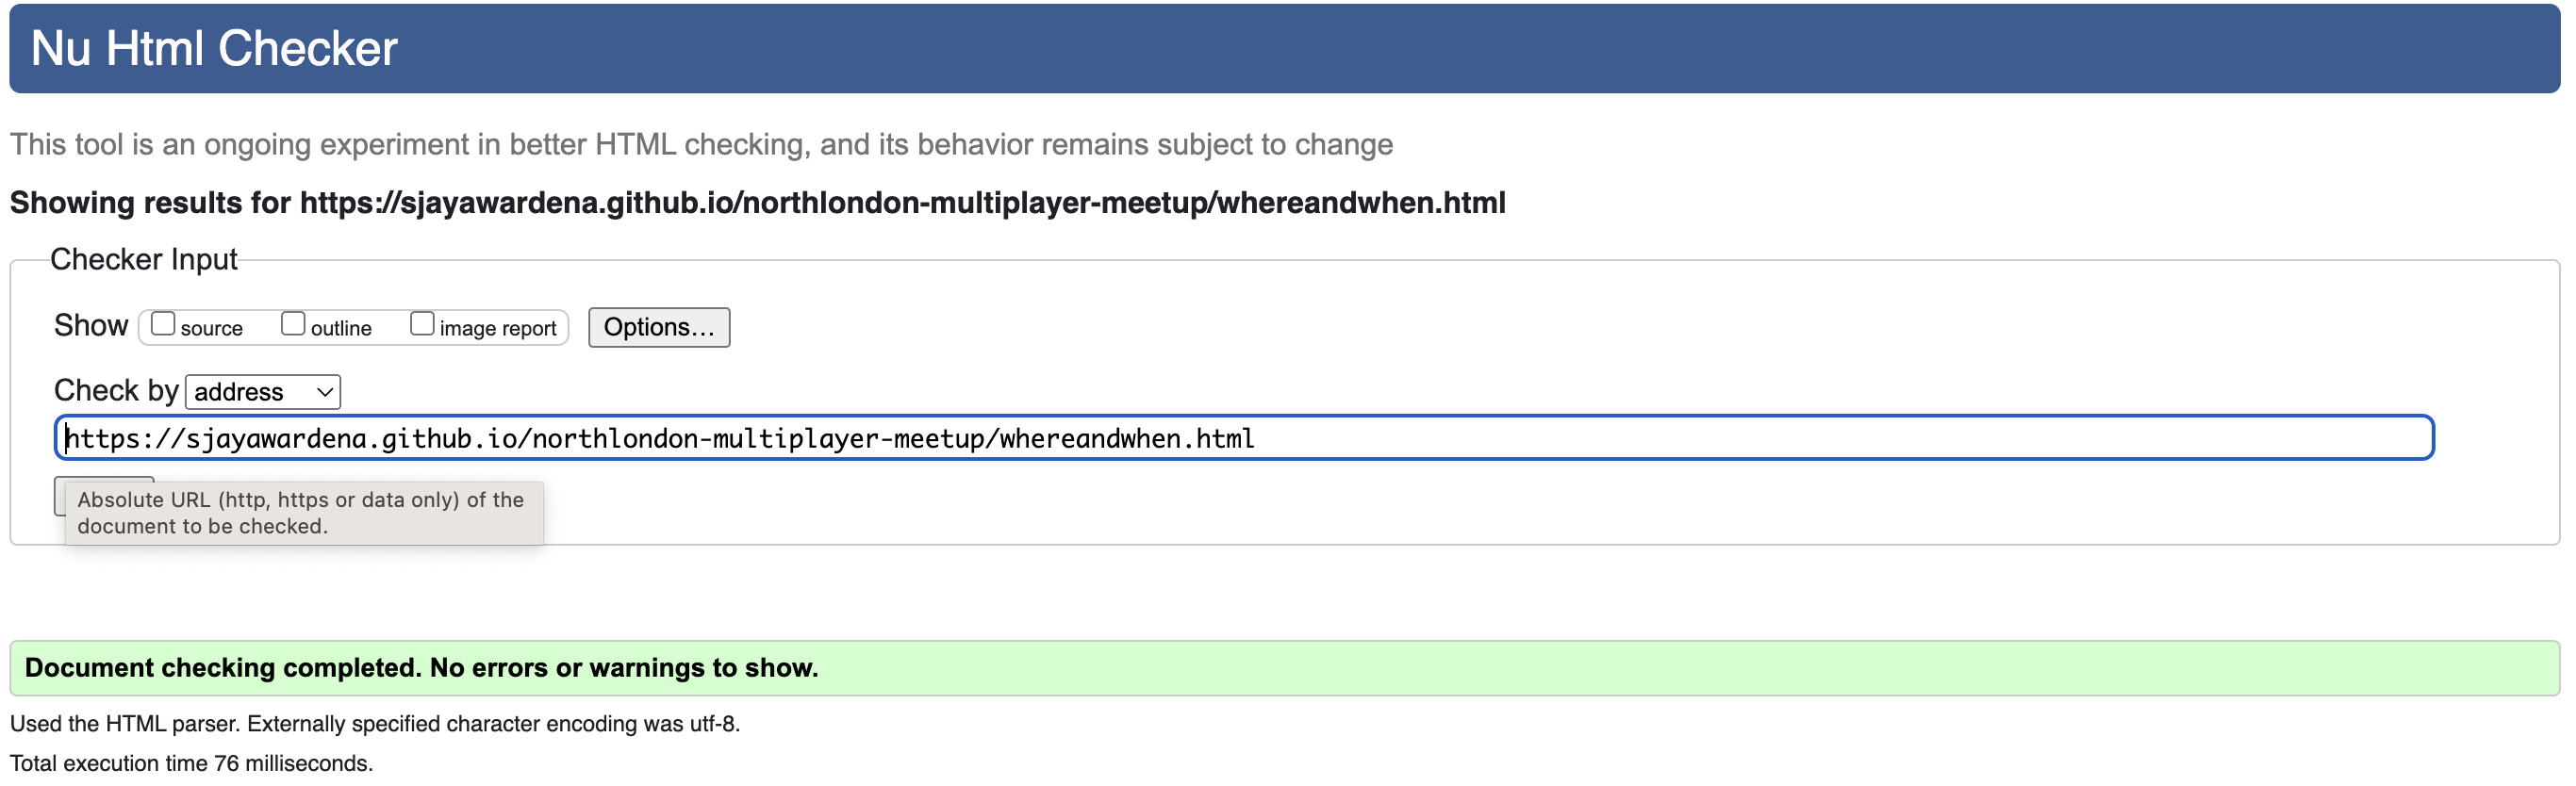 Nu Html Checker
This tool is an ongoing experiment in better HTML checking, and its behavior remains subject to change
Showing results for https://sjayawardena.github.io/northlondon-multiplayer-meetup/whereandwhen.html
Checker Input
Show source outline image report Options…
Check by address
https://sjayawardena.github.io/northlondon-multiplayer-meetup/whereandwhen.html
Absolute URL (http, https or data only) of the
document to be checked.
Document checking completed. No errors or warnings to show.
Used the HTML parser. Externally specified character encoding was utf-8.
Total execution time 76 milliseconds.